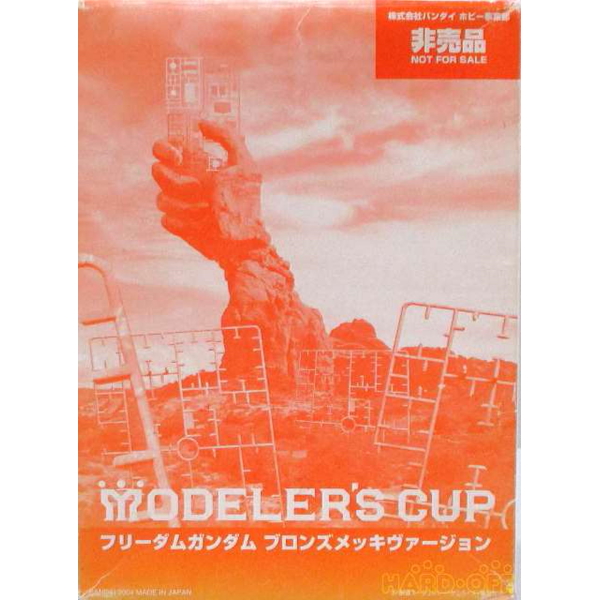 株式会社バンダイ ホビー事業部
非売品
NOT FOR SALE
MODELER'S CUP
フリーダムガンダム ブロンズメッキヴァージョン
BANDAI 2004 MADE IN JAPAN
HARD・OFF